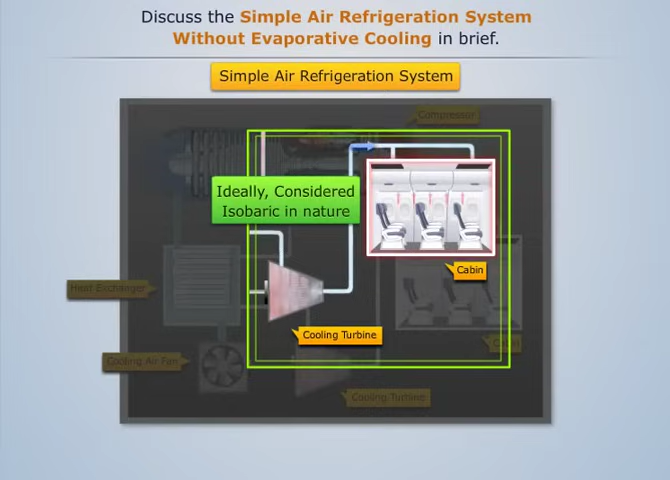 Discuss the Simple Air Refrigeration System
Without Evaporative Cooling in brief.
Simple Air Refrigeration System
Compressor
Ideally, Considered
Isobaric in nature
Cabin
Heat Exchanger
Cooling Turbine
Cabin
Cooling Air Fan
Cooling Turbine